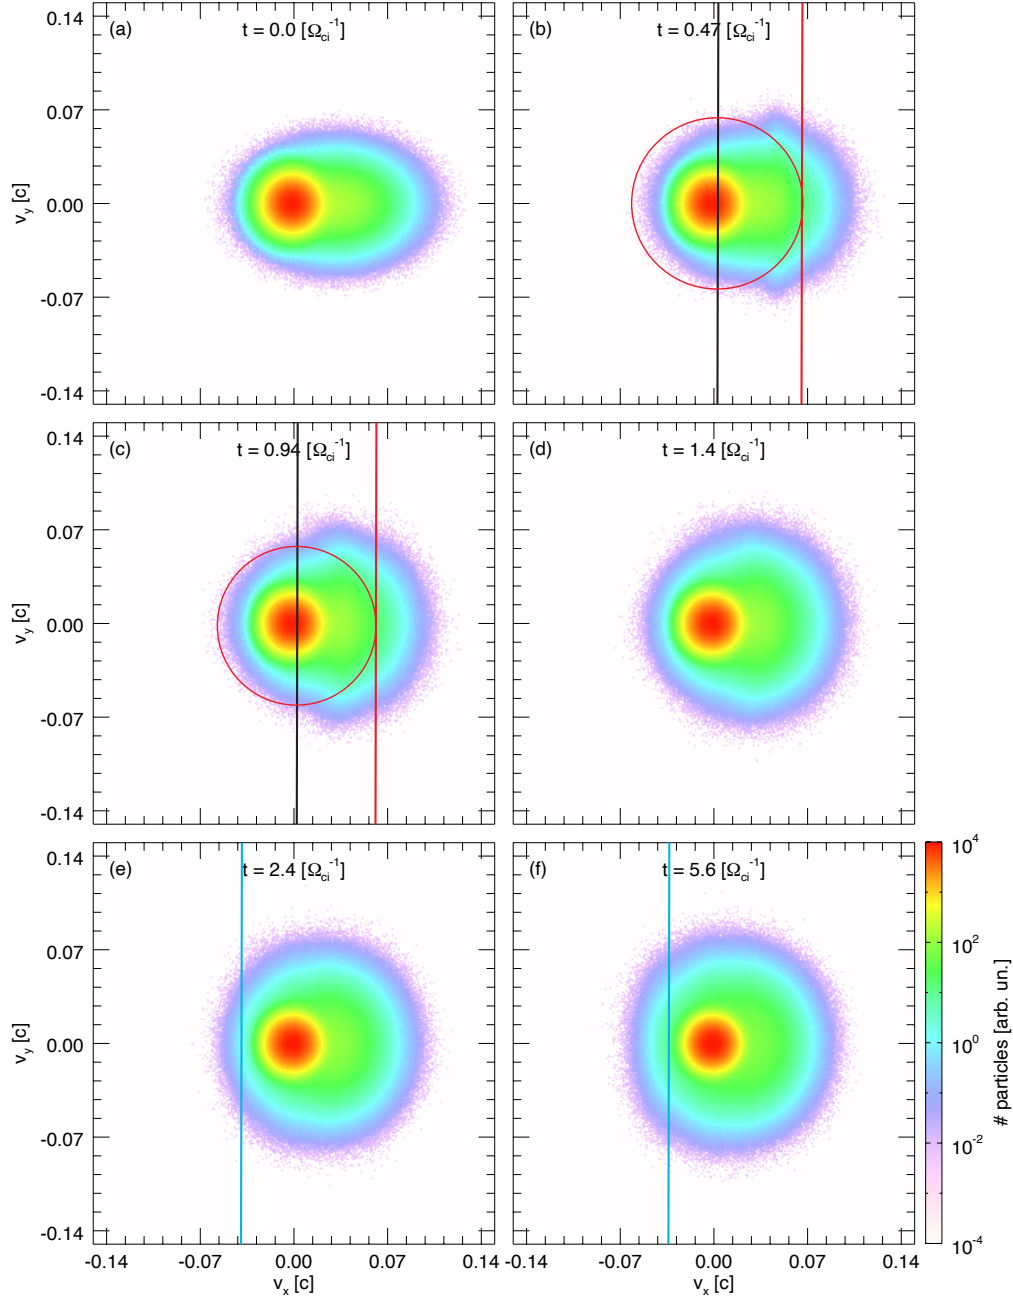 (a) t = 0.0 [Ω_ci^-1]
(b) t = 0.47 [Ω_ci^-1]
0.14
0.07
0.00
-0.07
-0.14
v_y [c]
(c) t = 0.94 [Ω_ci^-1]
(d) t = 1.4 [Ω_ci^-1]
0.14
0.07
0.00
-0.07
-0.14
v_y [c]
(e) t = 2.4 [Ω_ci^-1]
(f) t = 5.6 [Ω_ci^-1]
0.14
0.07
0.00
-0.07
-0.14
v_y [c]
-0.14 -0.07 0.00 0.07 0.14
v_x [c]
-0.14 -0.07 0.00 0.07 0.14
v_x [c]
10^4
10^2
10^0
10^-2
10^-4
# particles [arb. un.]